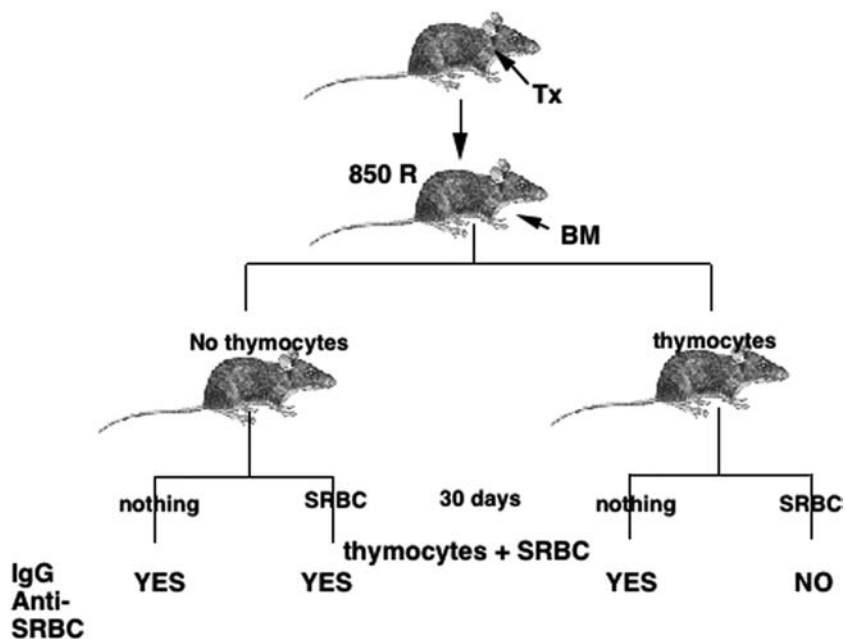 Tx
850 R
BM
No thymocytes
thymocytes
nothing
SRBC
30 days
nothing
SRBC
thymocytes + SRBC
IgG
Anti-
SRBC
YES
YES
YES
NO